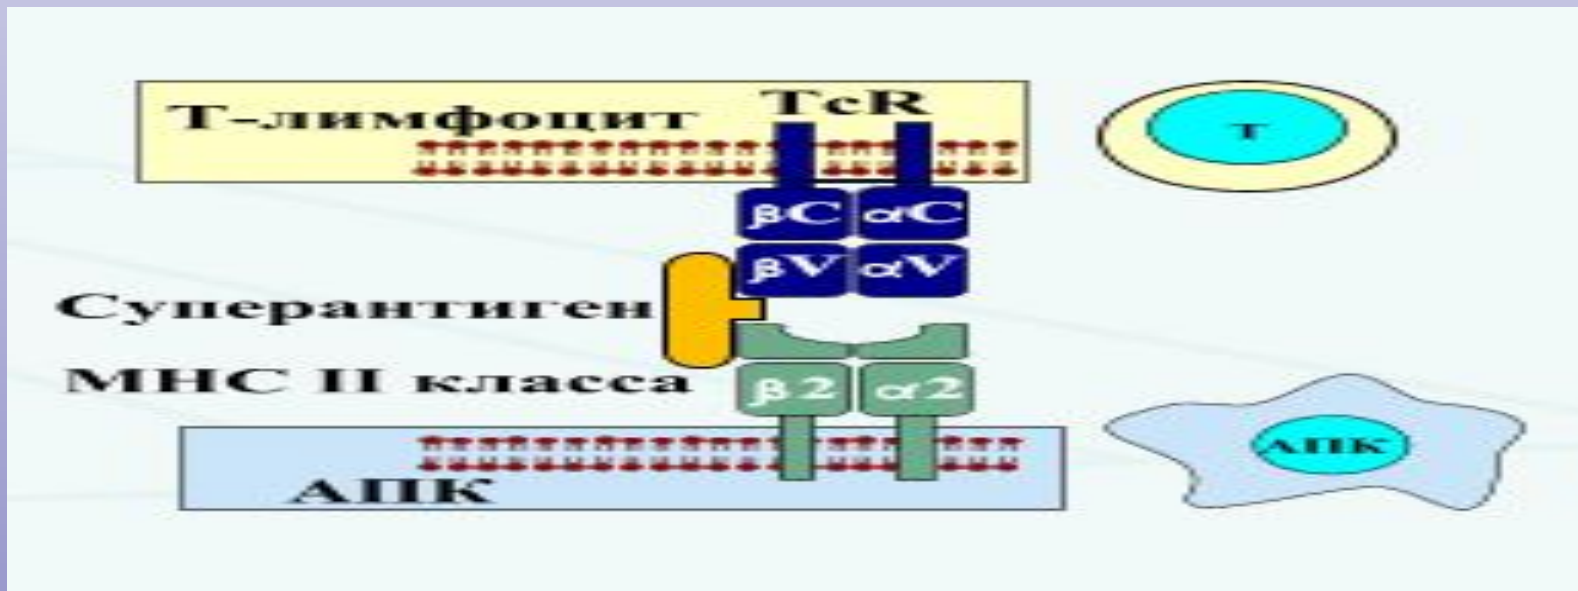 Т-лимфоцит
TcR
T
βC
αC
βV
αV
Суперантиген
МНС II класса
β2
α2
АПК
АПК